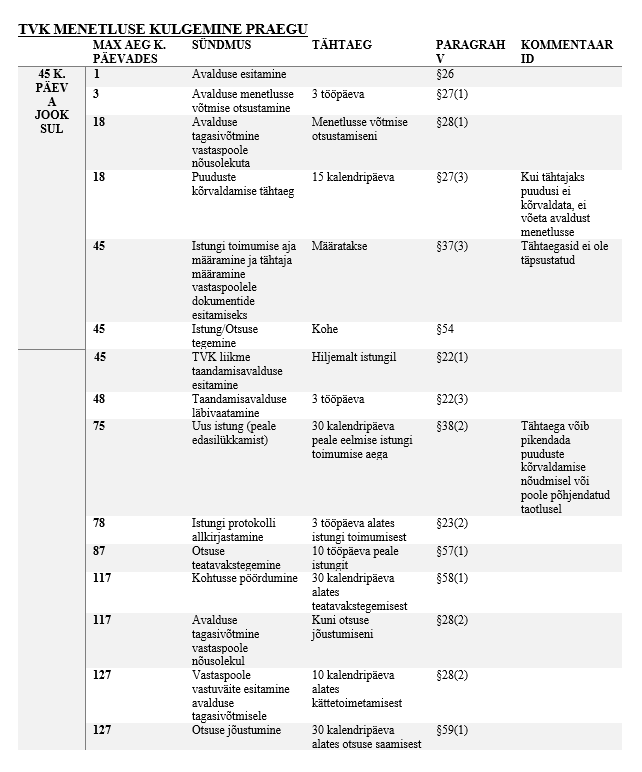 TVK MENETLUSE KULGEMINE PRAEGU
MAX AEG K. SÜNDMUS TÄHTAEG PARAGRAH KOMMENTAAR
PÄEVADES V ID
45 K. 1 Avalduse esitamine §26
PÄEV
A
JOOK
SUL
3 Avalduse menetlusse 3 tööpäeva §27(1)
võtmise otsustamine
18 Avalduse Menetlusse võtmise §28(1)
tagasivõtmine otsustamiseni
vastaspoole
nõusolekuta
18 Puuduste 15 kalendripäeva §27(3) Kui tähtajaks
kõrvaldamise tähtaeg puudusi ei
kõrvaldata, ei
võeta avaldust
menetlusse
45 Istungi toimumise aja Määratakse §37(3) Tähtaegasid ei ole
määramine ja tähtaja täpsustatud
määramine
vastaspoolele
dokumentide
esitamiseks
45 Istung/Otsuse Kohe §54
tegemine
45 TVK liikme Hiljemalt istungil §22(1)
taandamisavalduse
esitamine
48 Taandamisavalduse 3 tööpäeva §22(3)
läbivaatamine
75 Uus istung (peale 30 kalendripäeva §38(2) Tähtaega võib
edasilükkamist) peale eelmise istungi pikendada
toimumise aega puuduste
kõrvaldamise
nõudmisel või
poole põhjendatud
taotlusel
78 Istungi protokolli 3 tööpäeva alates §23(2)
allkirjastamine istungi toimumisest
87 Otsuse 10 tööpäeva peale §57(1)
teatavakstegemine istungit
117 Kohtusse pöördumine 30 kalendripäeva §58(1)
alates
teatavakstegemisest
117 Avalduse Kuni otsuse §28(2)
tagasivõtmine jõustumiseni
vastaspoole
nõusolekul
127 Vastaspoole 10 kalendripäeva §28(2)
vastuväite esitamine alates
avalduse kättetoimetamisest
tagasivõtmisele
127 Otsuse jõustumine 30 kalendripäeva §59(1)
alates otsuse saamisest